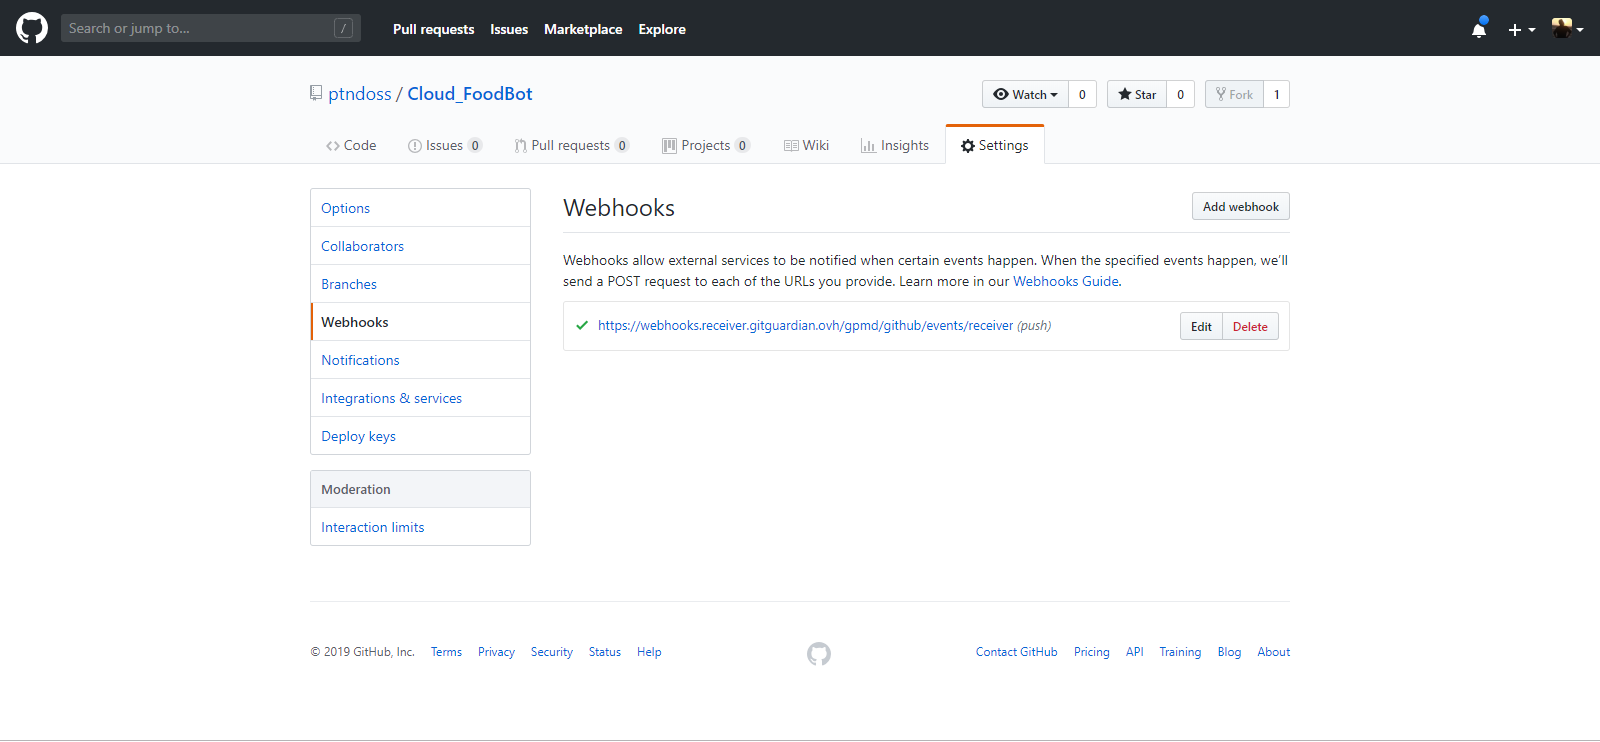 Search or jump to... /
Pull requests Issues Marketplace Explore
ptndoss / Cloud_FoodBot
Watch 0 Star 0 Fork 1
Code Issues 0 Pull requests 0 Projects 0 Wiki Insights Settings
Options
Collaborators
Branches
Webhooks
Notifications
Integrations & services
Deploy keys
Moderation
Interaction limits
Webhooks
Add webhook
Webhooks allow external services to be notified when certain events happen. When the specified events happen, we'll
send a POST request to each of the URLs you provide. Learn more in our Webhooks Guide.
https://webhooks.receiver.gitguardian.ovh/gpmd/github/events/receiver (push)
Edit Delete
© 2019 GitHub, Inc. Terms Privacy Security Status Help
Contact GitHub Pricing API Training Blog About